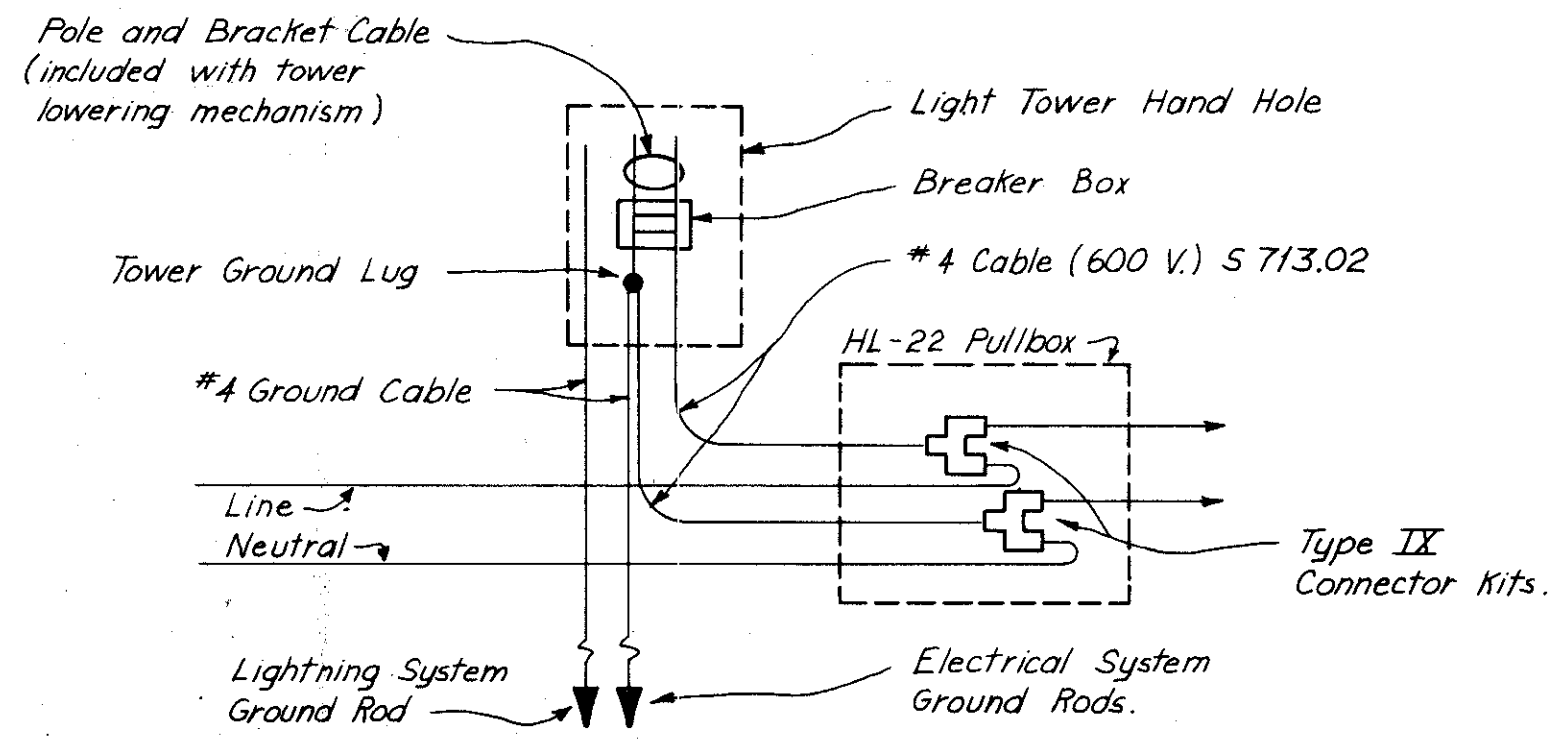 Pole and Bracket Cable
(included with tower
lowering mechanism)
Light Tower Hand Hole
Breaker Box
#4 Cable (600 V.) S 713.02
Tower Ground Lug
HL-22 Pullbox
#4 Ground Cable
Line
Neutral
Type IX
Connector Kits.
Lightning System
Ground Rod
Electrical System
Ground Rods.